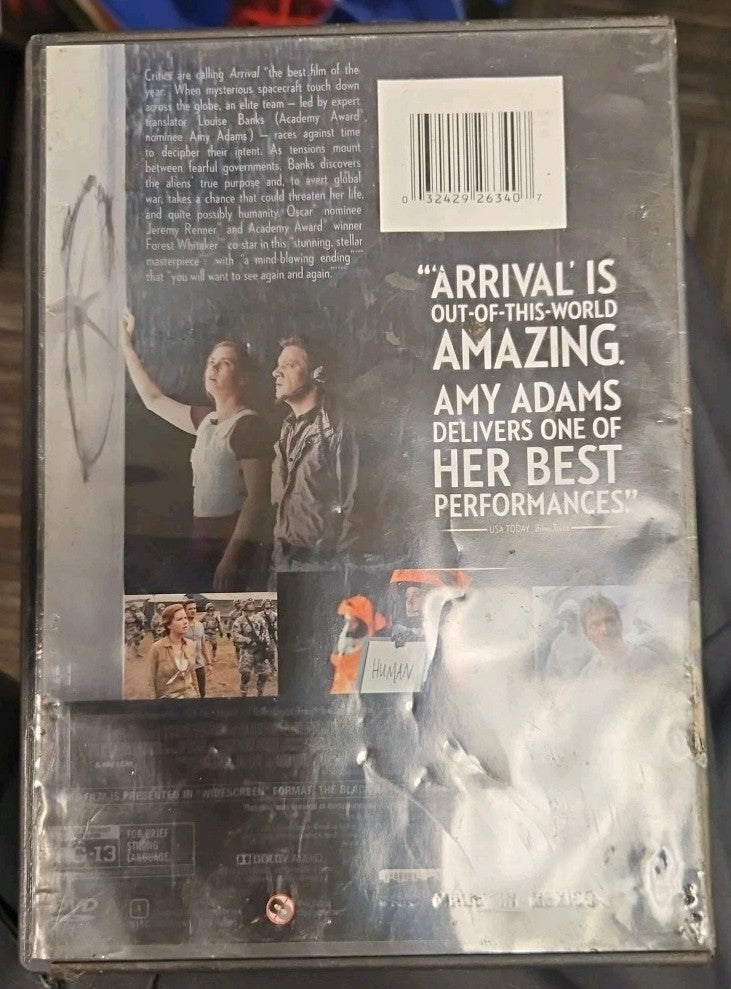 Critics are calling Arrival "the best film of the
year." When mysterious spacecraft touch down
across the globe, an elite team — led by expert
translator Louise Banks (Academy Award®
nominee Amy Adams) — races against time
to decipher their intent. As tensions mount
between fearful governments, Banks discovers
the aliens' true purpose and, to avert global
war, takes a chance that could threaten her life,
and quite possibly humanity. Oscar® nominee
Jeremy Renner and Academy Award® winner
Forest Whitaker co-star in this "stunning, stellar
masterpiece" with "a mind-blowing ending"
that "you will want to see again and again."
0 32429 26340 7
"'ARRIVAL' IS
OUT-OF-THIS-WORLD
AMAZING.
AMY ADAMS
DELIVERS ONE OF
HER BEST
PERFORMANCES."
USA TODAY, Brian Truitt
HUMAN
FILM IS PRESENTED IN "WIDESCREEN" FORMAT. THE BLACK
G-13
FOR BRIEF
STRONG
LANGUAGE
DOLBY AUDIO
DVD
1
DISC
MADE IN MEXICO